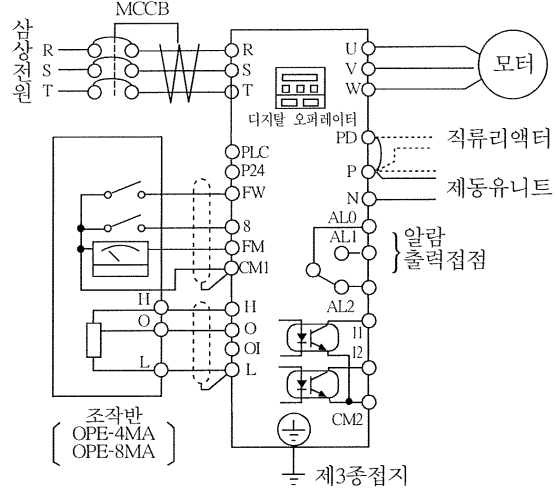 MCCB
삼
상
전
원
R
S
T
R
S
T
디지탈 오퍼레이터
U
V
W
모터
PD
직류리액터
P
제동유니트
N
PLC
P24
FW
8
FM
CM1
AL0
AL1
알람
출력접점
AL2
H
O
L
H
O
OI
L
11
12
CM2
조작반
OPE-4MA
OPE-8MA
제3종접지